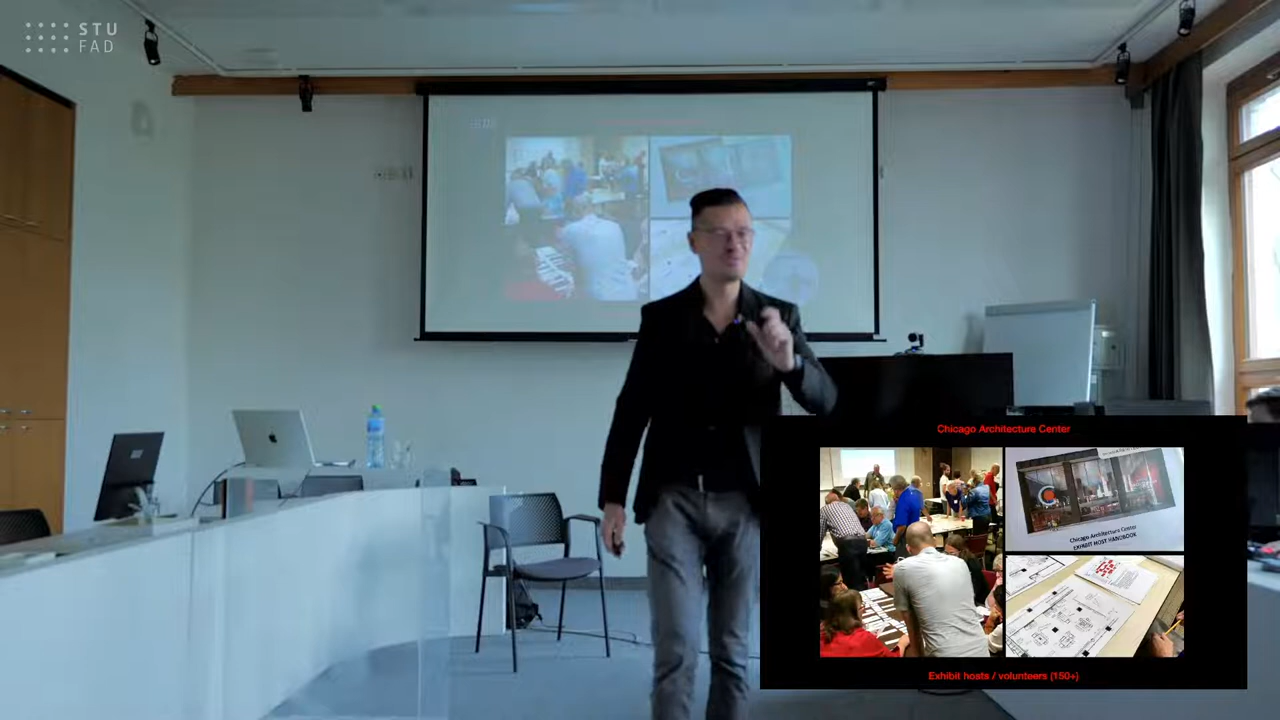 STU
FAD
Chicago Architecture Center
Chicago Architecture Center
EXHIBIT HOST HANDBOOK
Exhibit hosts / volunteers (150+)